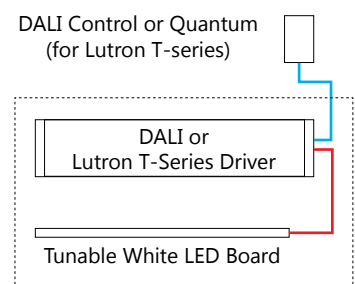 DALI Control or Quantum
(for Lutron T-series)
DALI or
Lutron T-Series Driver
Tunable White LED Board